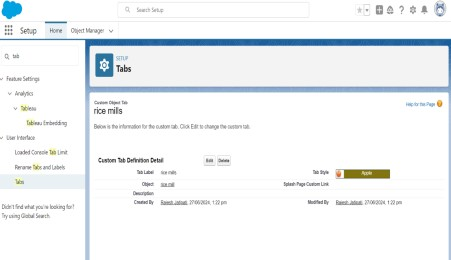 Search Setup
Setup
Home
Object Manager
tab
Feature Settings
Analytics
Tableau
Tableau Embedding
User Interface
Loaded Console Tab Limit
Rename Tabs and Labels
Tabs
Didn't find what you're looking for?
Try using Global Search.
SETUP
Tabs
Custom Object Tab
rice mills
Help for this Page
Below is the information for the custom tab. Click Edit to change the custom tab.
Custom Tab Definition Detail
Edit Delete
Tab Label rice mills Tab Style Apple
Object rice mill Splash Page Custom Link
Description
Created By Rajesh Jabbali, 27/06/2024, 1:22 pm Modified By Rajesh Jabbali, 27/06/2024, 1:22 pm